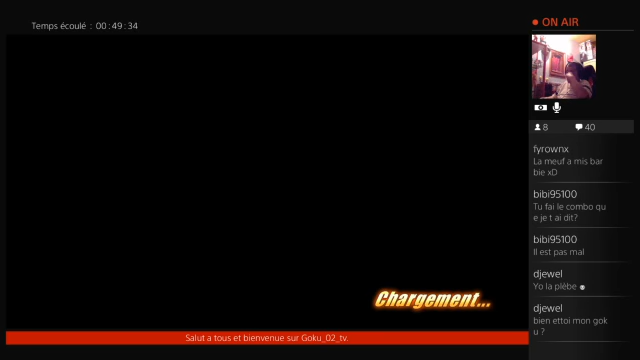 Temps écoulé : 00:49:34
ON AIR
8
40
fyrownx
La meuf a mis bar
bie xD
bibi95100
Tu fai le combo qu
e je t ai dit?
bibi95100
Il est pas mal
djewel
Yo la plèbe
djewel
bien ettoi mon gok
u ?
Chargement...
Salut a tous et bienvenue sur Goku_02_tv.